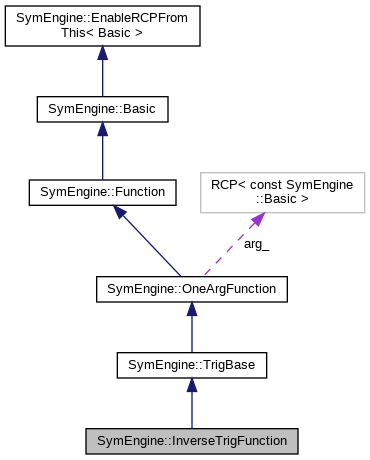 SymEngine::EnableRCPFrom
This< Basic >
SymEngine::Basic
SymEngine::Function
RCP< const SymEngine
::Basic >
arg_
SymEngine::OneArgFunction
SymEngine::TrigBase
SymEngine::InverseTrigFunction